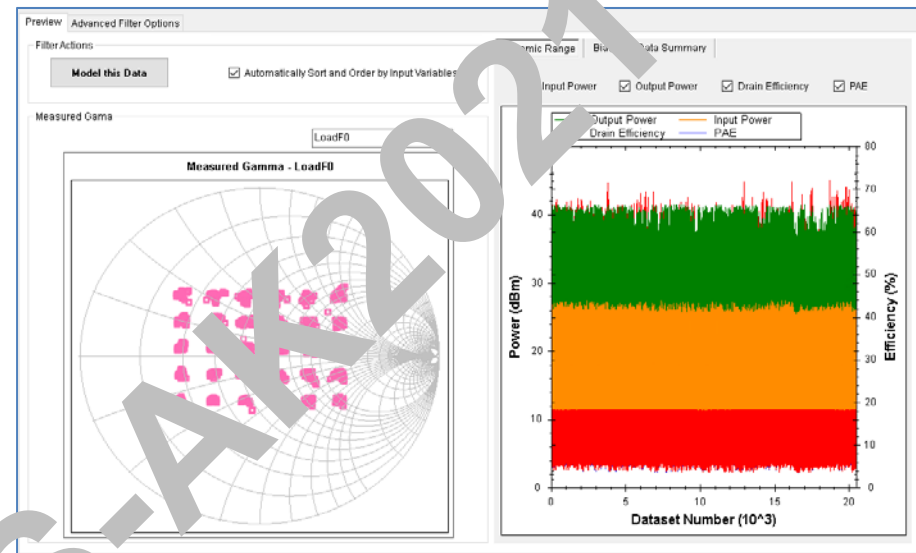 Preview Advanced Filter Options
Filter Actions
Model this Data
Automatically Sort and Order by Input Variables
Measured Gama
LoadF0
Measured Gamma - LoadF0
Range
Data Summary
Input Power Output Power Drain Efficiency PAE
Output Power Input Power
Drain Efficiency PAE
Power (dBm)
40
30
20
10
0
Efficiency (%)
80
70
60
50
40
30
20
10
0
0 5 10 15 20
Dataset Number (10^3)
-AK2021